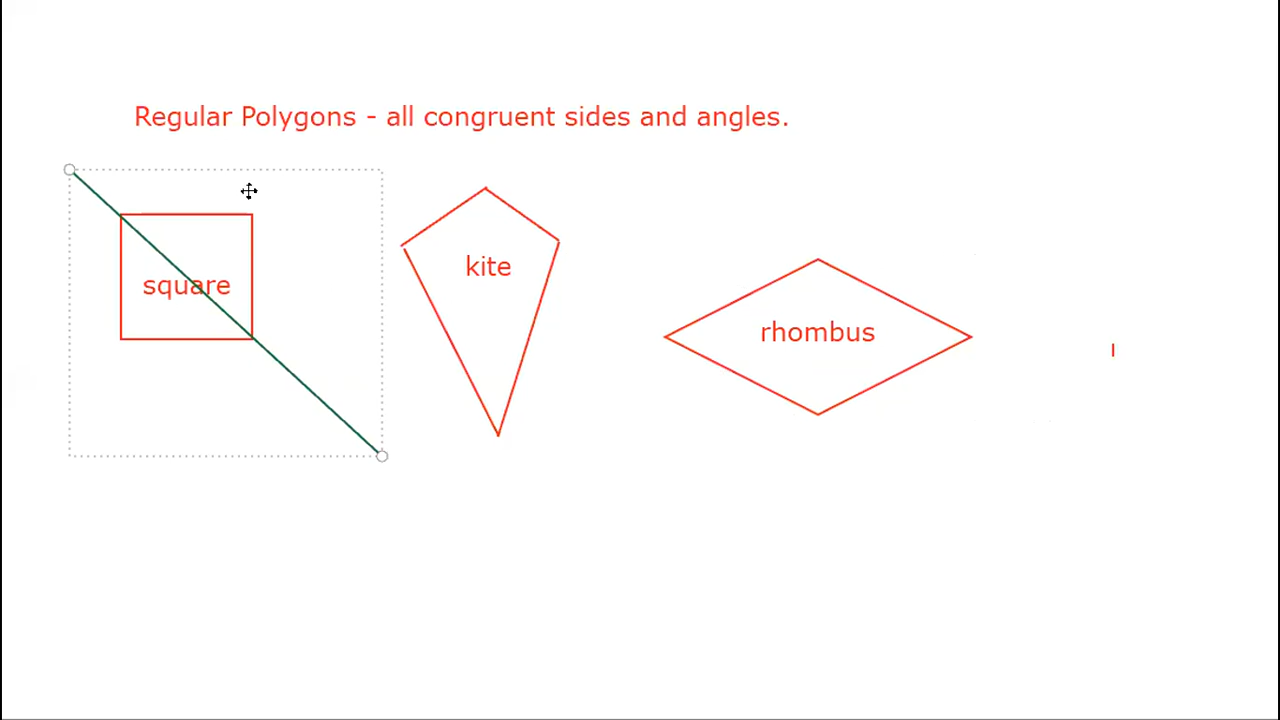 Regular Polygons - all congruent sides and angles.
square
kite
rhombus